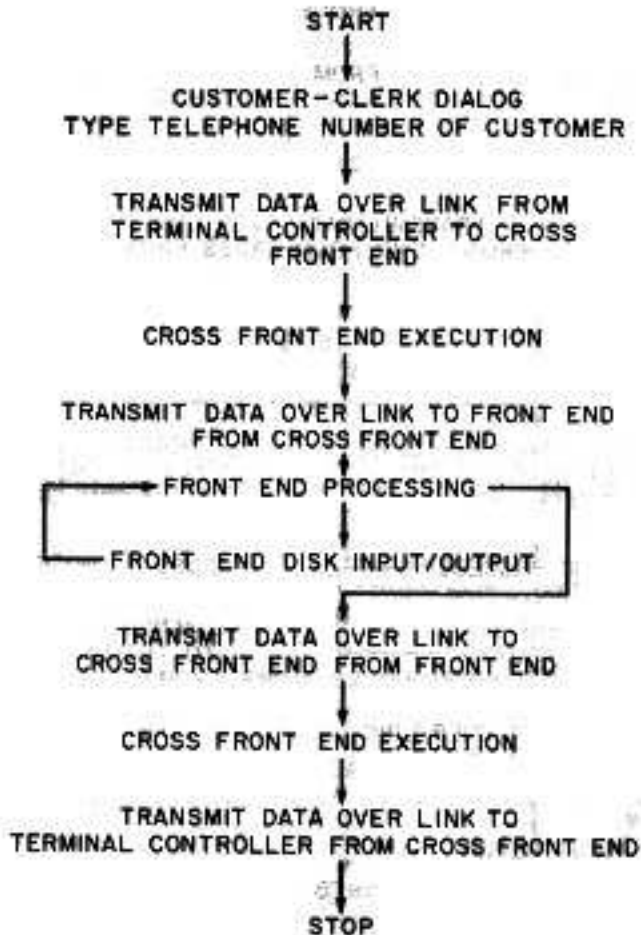 START
CUSTOMER-CLERK DIALOG
TYPE TELEPHONE NUMBER OF CUSTOMER
TRANSMIT DATA OVER LINK FROM
TERMINAL CONTROLLER TO CROSS
FRONT END
CROSS FRONT END EXECUTION
TRANSMIT DATA OVER LINK TO FRONT END
FROM CROSS FRONT END
FRONT END PROCESSING
FRONT END DISK INPUT/OUTPUT
TRANSMIT DATA OVER LINK TO
CROSS FRONT END FROM FRONT END
CROSS FRONT END EXECUTION
TRANSMIT DATA OVER LINK TO
TERMINAL CONTROLLER FROM CROSS FRONT END
STOP